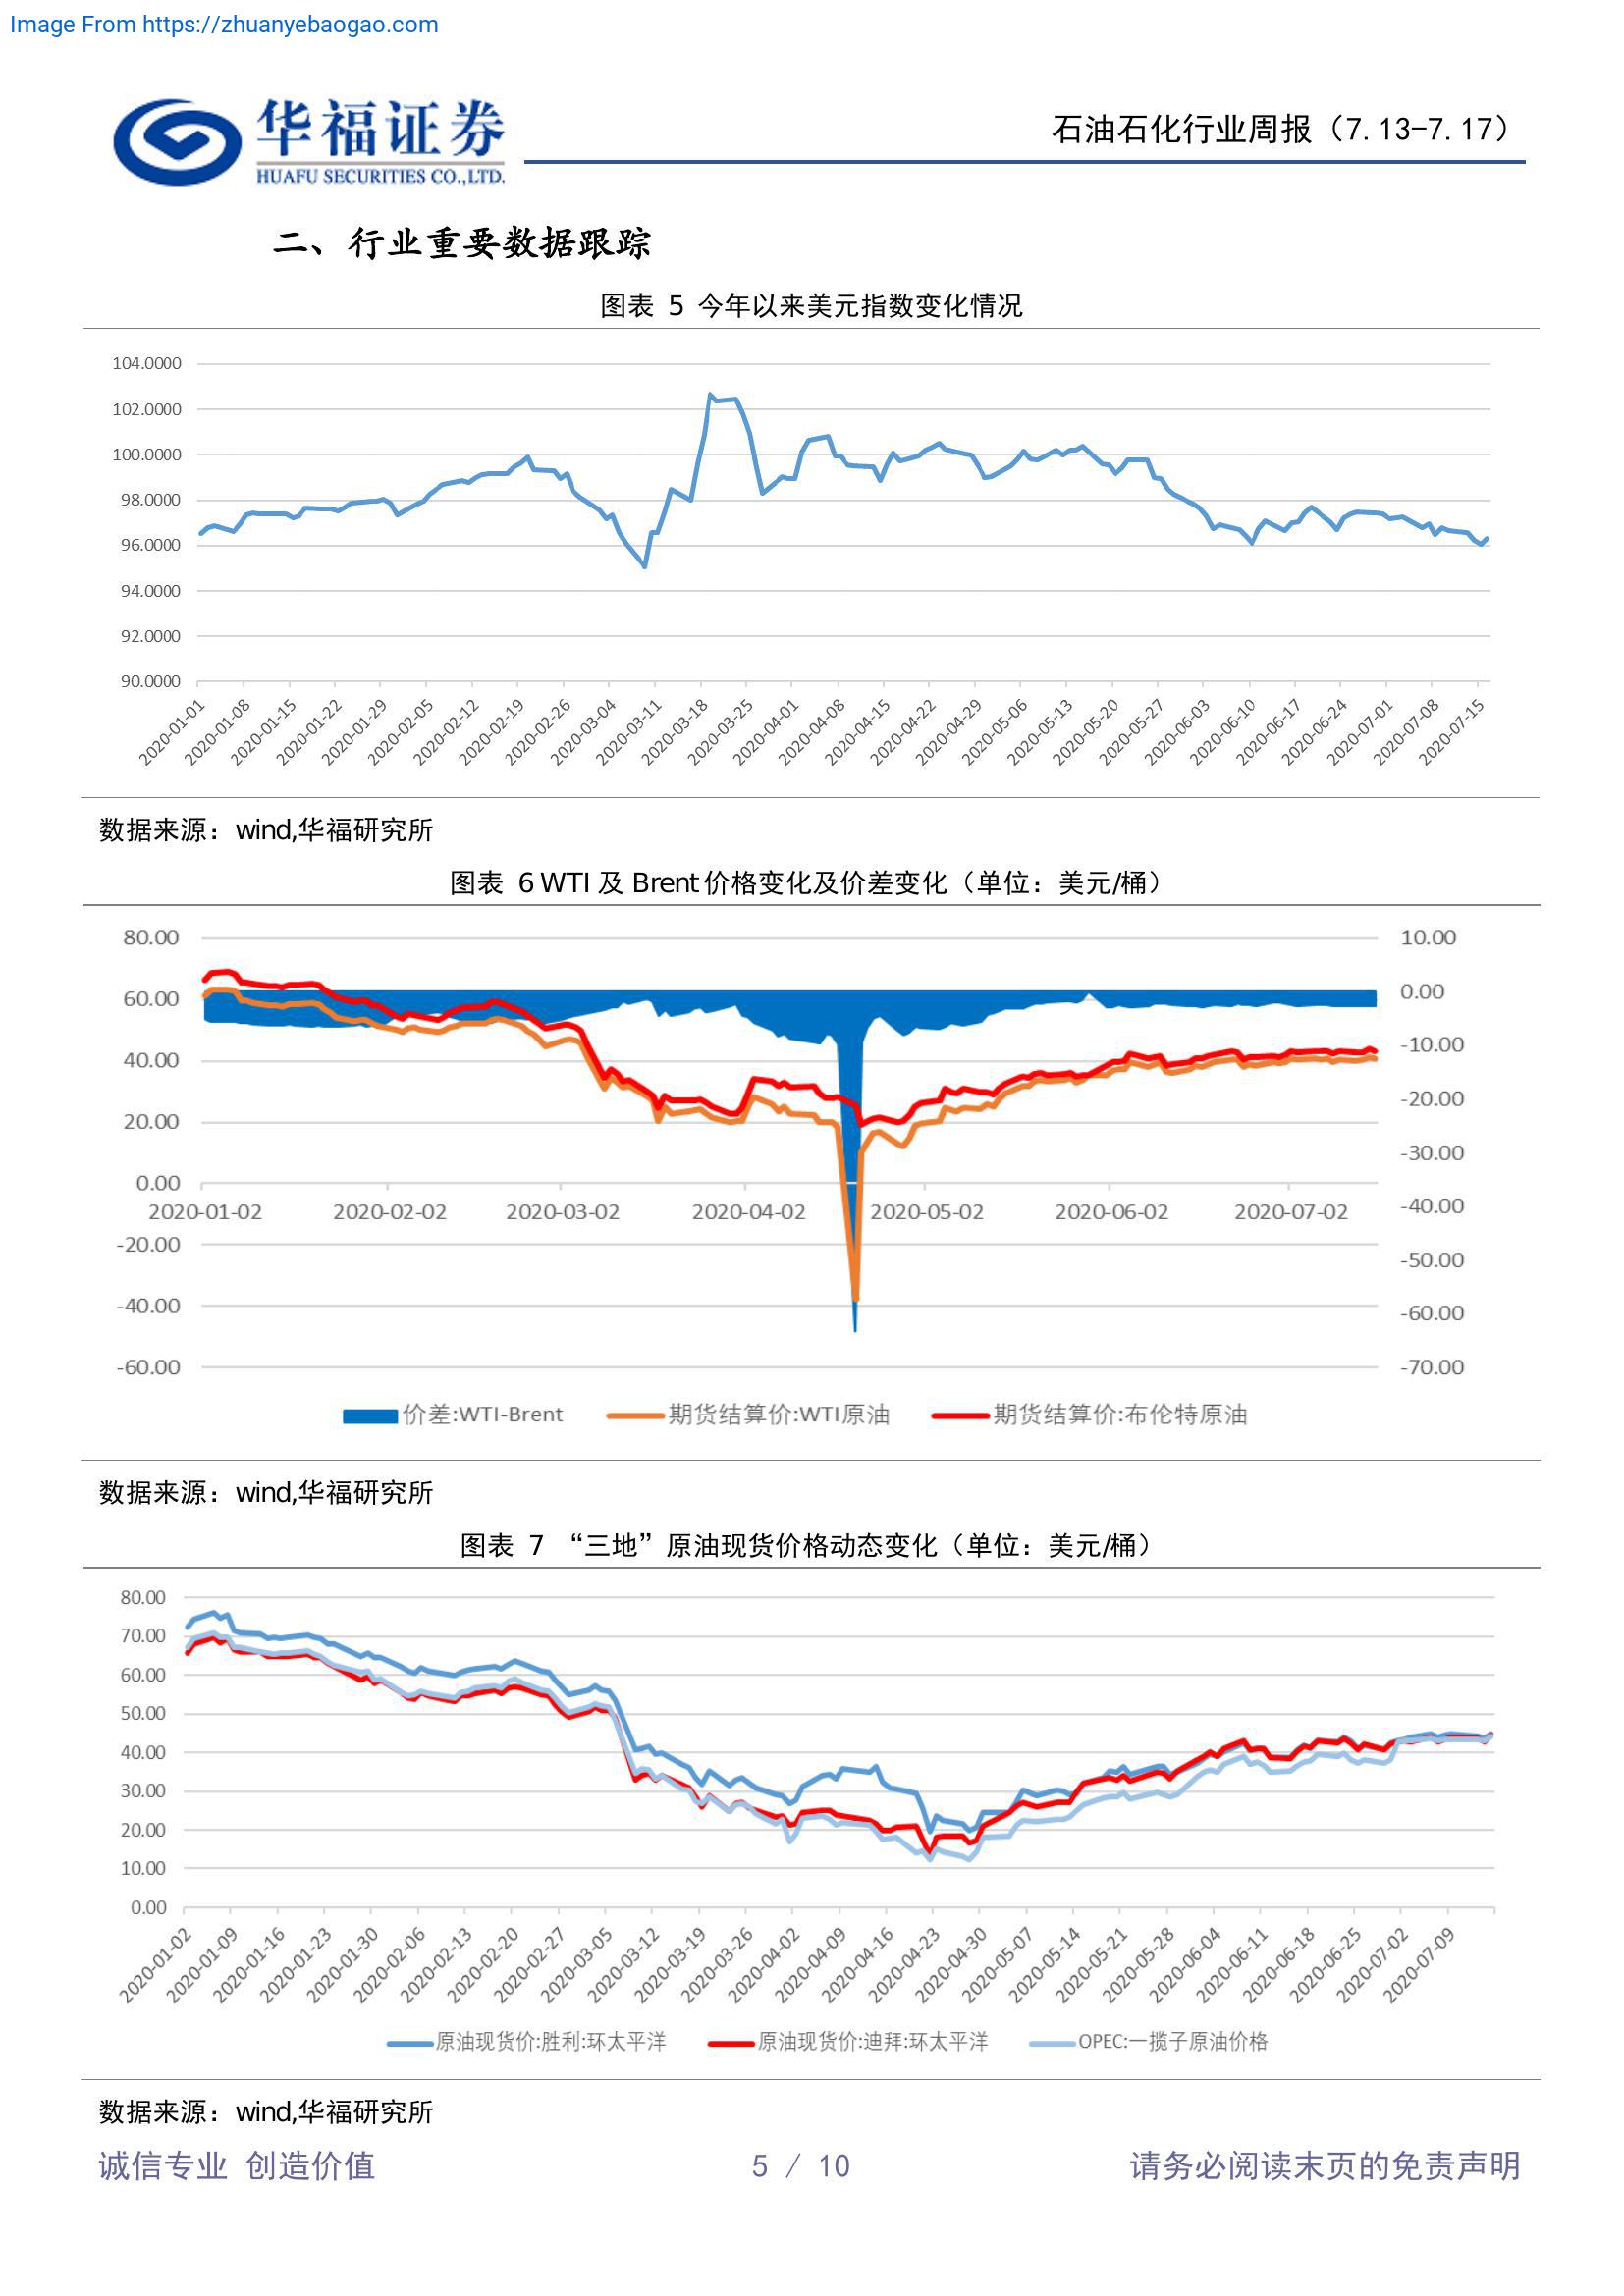 Image From https://zhuanyebaogao.com
华福证券
HUAFU SECURITIES CO.,LTD.
石油石化行业周报（7.13-7.17）
二、行业重要数据跟踪
图表 5 今年以来美元指数变化情况
104.0000
102.0000
100.0000
98.0000
96.0000
94.0000
92.0000
90.0000
2020-01-01 2020-01-08 2020-01-15 2020-01-22 2020-01-29 2020-02-05 2020-02-12 2020-02-19 2020-02-26 2020-03-04 2020-03-11 2020-03-18 2020-03-25 2020-04-01 2020-04-08 2020-04-15 2020-04-22 2020-04-29 2020-05-06 2020-05-13 2020-05-20 2020-05-27 2020-06-03 2020-06-10 2020-06-17 2020-06-24 2020-07-01 2020-07-08 2020-07-15
数据来源：wind,华福研究所
图表 6 WTI 及 Brent 价格变化及价差变化（单位：美元/桶）
80.00 10.00
60.00 0.00
40.00 -10.00
20.00 -20.00
0.00 -30.00
2020-01-02 2020-02-02 2020-03-02 2020-04-02 2020-05-02 2020-06-02 2020-07-02 -40.00
-20.00 -50.00
-40.00 -60.00
-60.00 -70.00
价差:WTI-Brent 期货结算价:WTI原油 期货结算价:布伦特原油
数据来源：wind,华福研究所
图表 7 “三地”原油现货价格动态变化（单位：美元/桶）
80.00
70.00
60.00
50.00
40.00
30.00
20.00
10.00
0.00
2020-01-02 2020-01-09 2020-01-16 2020-01-23 2020-01-30 2020-02-06 2020-02-13 2020-02-20 2020-02-27 2020-03-05 2020-03-12 2020-03-19 2020-03-26 2020-04-02 2020-04-09 2020-04-16 2020-04-23 2020-04-30 2020-05-07 2020-05-14 2020-05-21 2020-05-28 2020-06-04 2020-06-11 2020-06-18 2020-06-25 2020-07-02 2020-07-09
原油现货价:胜利:环太平洋 原油现货价:迪拜:环太平洋 OPEC:一揽子原油价格
数据来源：wind,华福研究所
诚信专业 创造价值 5 / 10 请务必阅读末页的免责声明